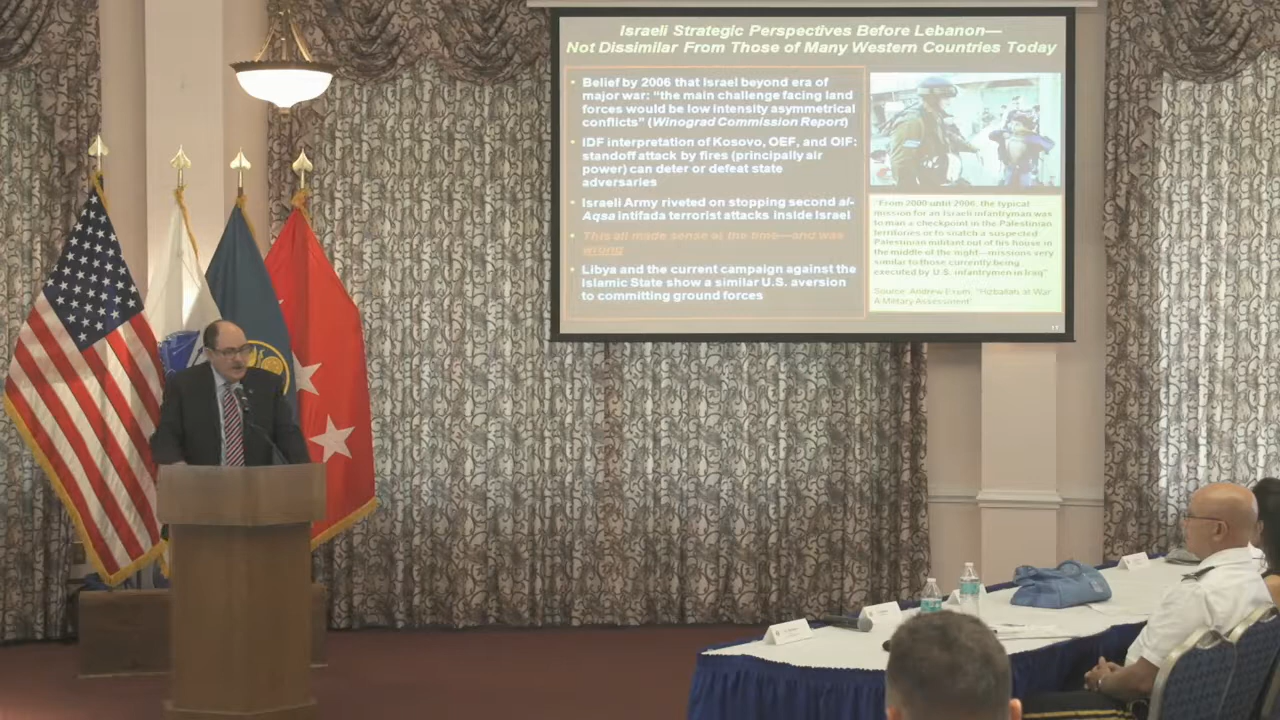 Israeli Strategic Perspectives Before Lebanon—
Not Dissimilar From Those of Many Western Countries Today
• Belief by 2006 that Israel beyond era of
major war: "the main challenge facing land
forces would be low intensity asymmetrical
conflicts" (Winograd Commission Report)
• IDF interpretation of Kosovo, OEF, and OIF:
standoff attack by fires (principally air
power) can deter or defeat state
adversaries
• Israeli Army riveted on stopping second al-
Aqsa intifada terrorist attacks inside Israel
• This all made sense at the time—and was
wrong
• Libya and the current campaign against the
Islamic State show a similar U.S. aversion
to committing ground forces
"From 2000 until 2006, the typical
mission for an Israeli infantryman was
to man a checkpoint in the Palestinian
territories or to snatch a suspected
Palestinian militant out of his house in
the middle of the night—missions very
similar to those currently being
executed by U.S. infantrymen in Iraq"
Source: Andrew Exum, "Hizballah at War
A Military Assessment"
17